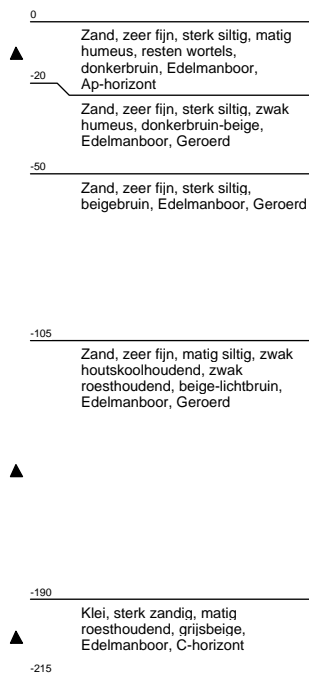 0
Zand, zeer fijn, sterk siltig, matig
humeus, resten wortels,
donkerbruin, Edelmanboor,
Ap-horizont
-20
Zand, zeer fijn, sterk siltig, zwak
humeus, donkerbruin-beige,
Edelmanboor, Geroerd
-50
Zand, zeer fijn, sterk siltig,
beigebruin, Edelmanboor, Geroerd
-105
Zand, zeer fijn, matig siltig, zwak
houtskoolhoudend, zwak
roesthoudend, beige-lichtbruin,
Edelmanboor, Geroerd
-190
Klei, sterk zandig, matig
roesthoudend, grijsbeige,
Edelmanboor, C-horizont
-215